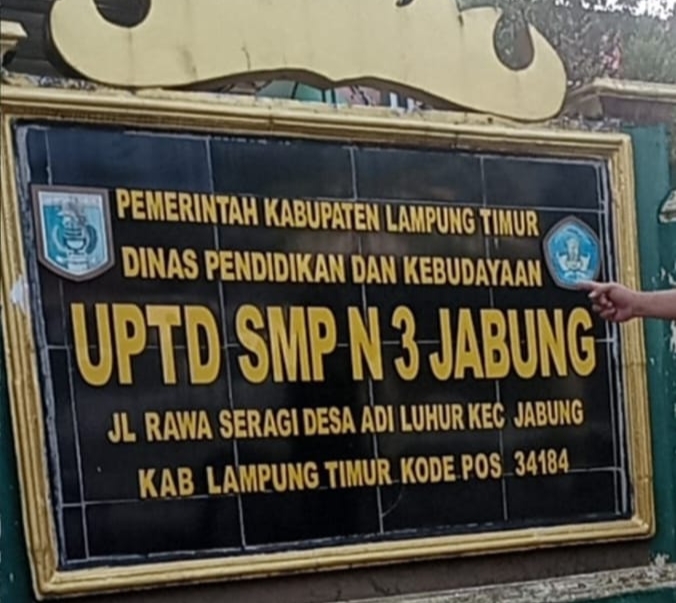 PEMERINTAH KABUPATEN LAMPUNG TIMUR
DINAS PENDIDIKAN DAN KEBUDAYAAN
UPTD SMP N 3 JABUNG
JL RAWA SERAGI DESA ADI LUHUR KEC JABUNG
KAB LAMPUNG TIMUR KODE POS 34184